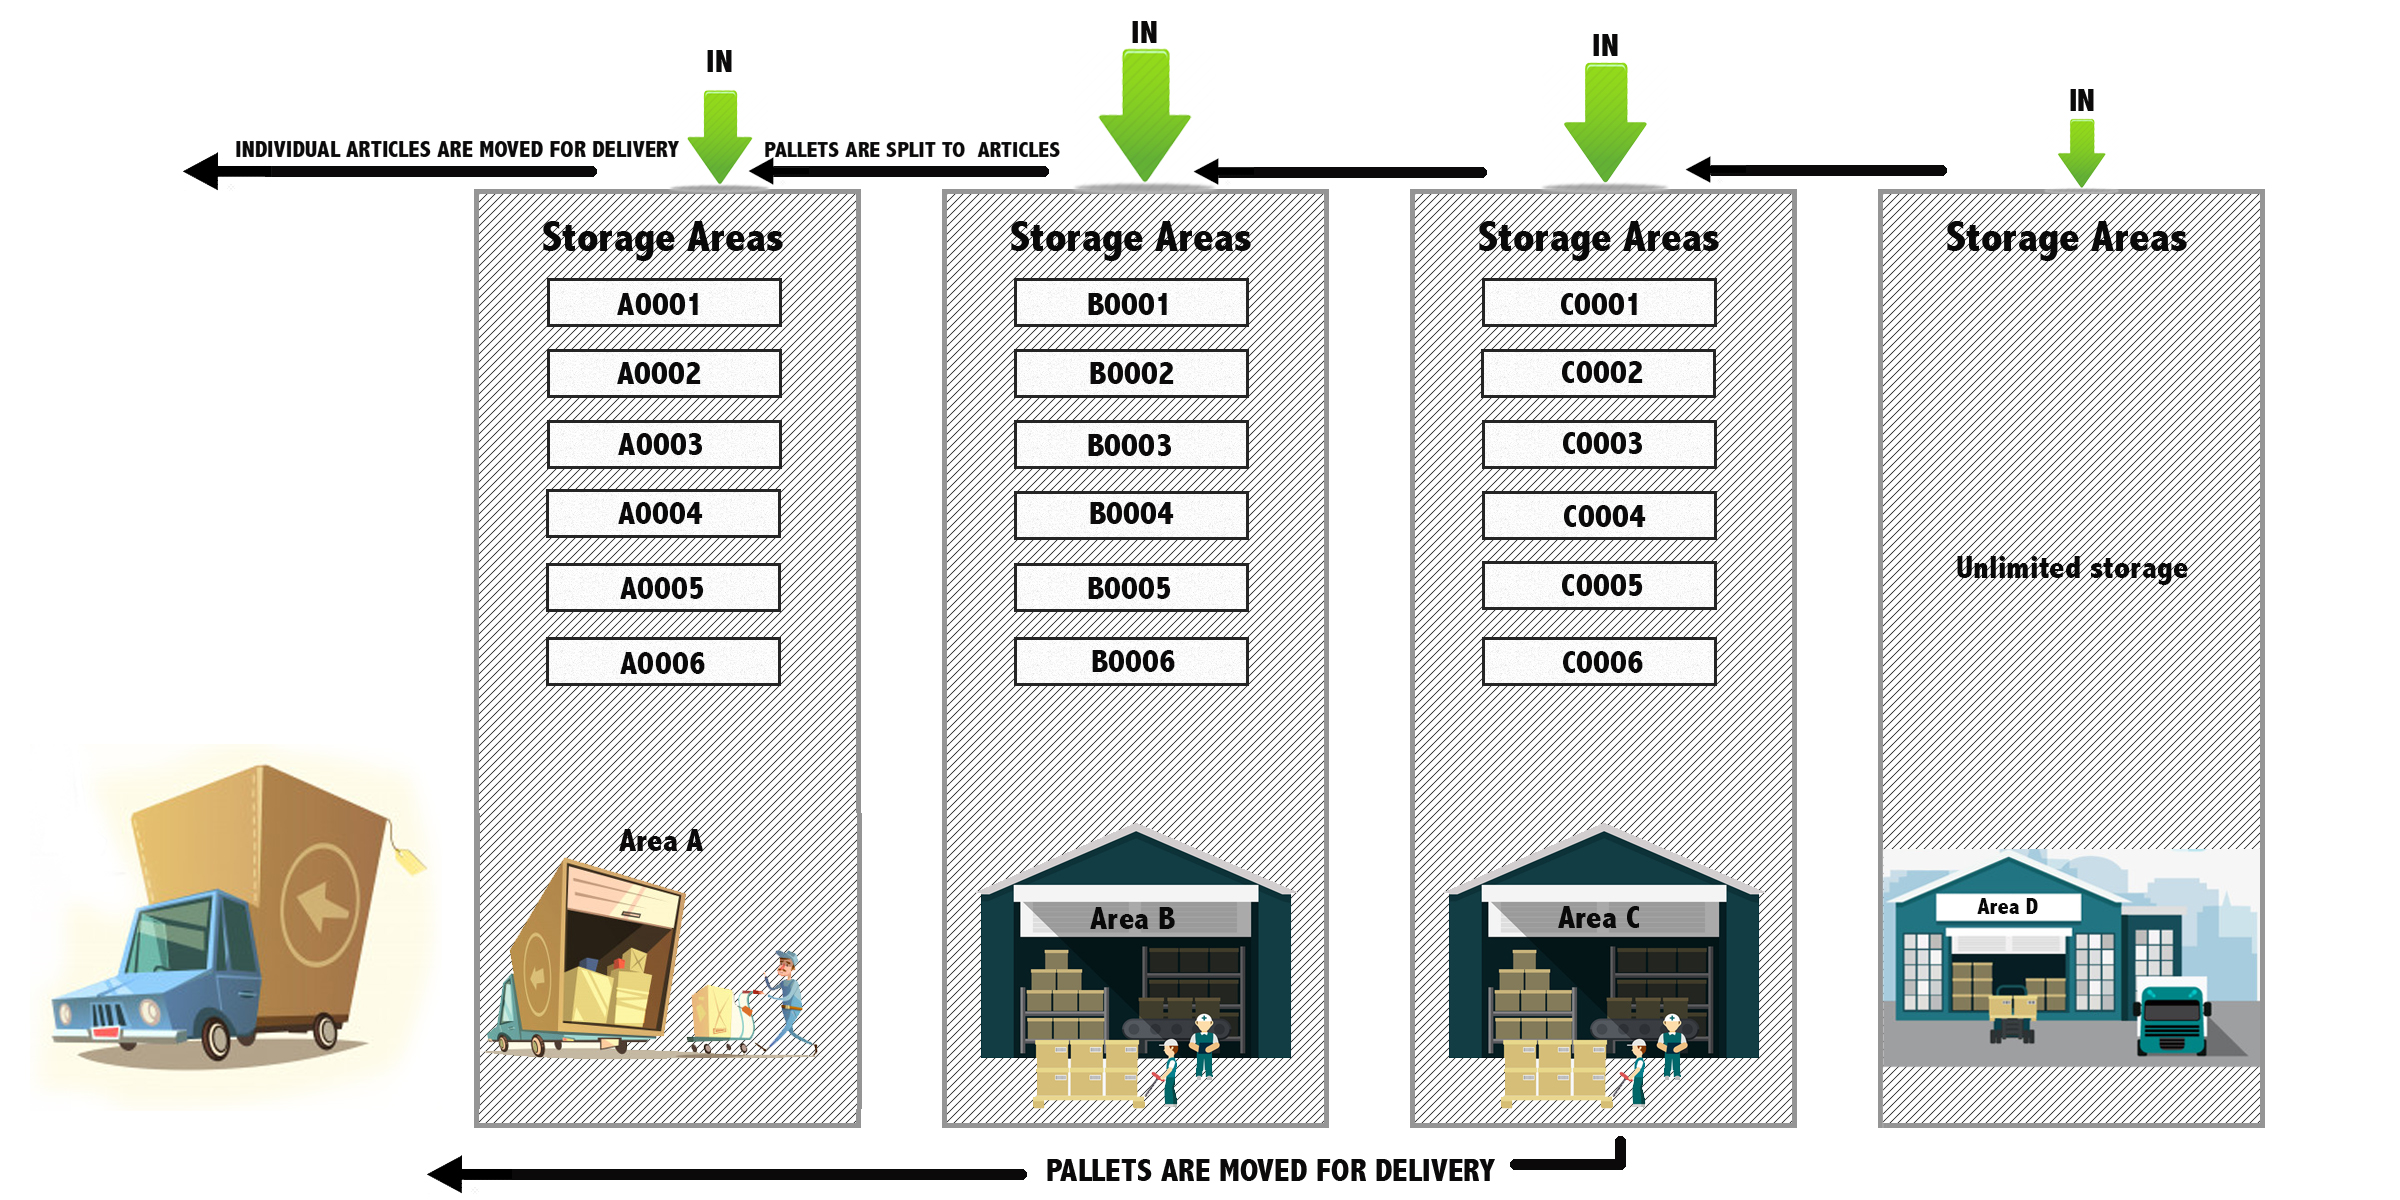 IN
IN
IN
IN
INDIVIDUAL ARTICLES ARE MOVED FOR DELIVERY
PALLETS ARE SPLIT TO ARTICLES
Storage Areas
A0001
A0002
A0003
A0004
A0005
A0006
Area A
Storage Areas
B0001
B0002
B0003
B0004
B0005
B0006
Area B
Storage Areas
C0001
C0002
C0003
C0004
C0005
C0006
Area C
Storage Areas
Unlimited storage
Area D
PALLETS ARE MOVED FOR DELIVERY